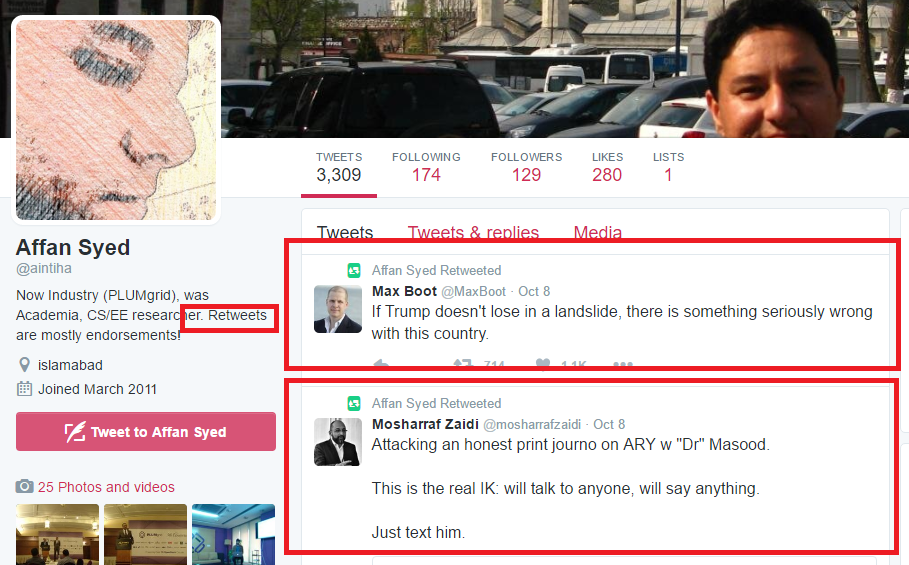 TWEETS
3,309
FOLLOWING
174
FOLLOWERS
129
LIKES
280
LISTS
1
Affan Syed
@aintiha
Now Industry (PLUMgrid), was
Academia, CS/EE researcher. Retweets
are mostly endorsements!
islamabad
Joined March 2011
Tweet to Affan Syed
25 Photos and videos
Tweets Tweets & replies Media
Affan Syed Retweeted
Max Boot @MaxBoot · Oct 8
If Trump doesn't lose in a landslide, there is something seriously wrong
with this country.
714 1.1K
Affan Syed Retweeted
Mosharraf Zaidi @mosharrafzaidi · Oct 8
Attacking an honest print journo on ARY w "Dr" Masood.
This is the real IK: will talk to anyone, will say anything.
Just text him.